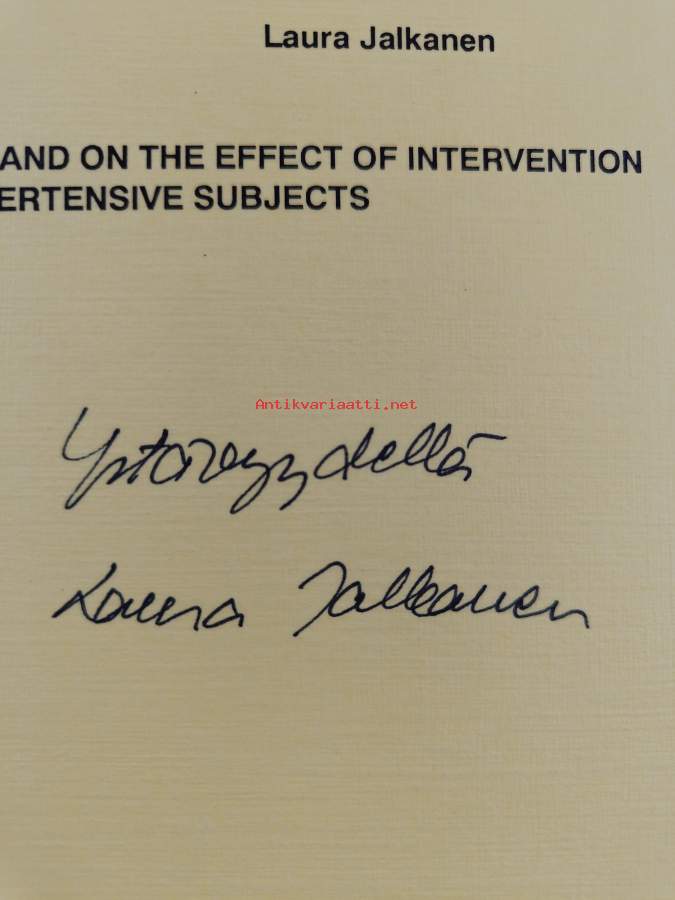 Laura Jalkanen
AND ON THE EFFECT OF INTERVENTION
ERTENSIVE SUBJECTS
Antikvariaatti.net
Ystävyydellä
Laura Jalkanen